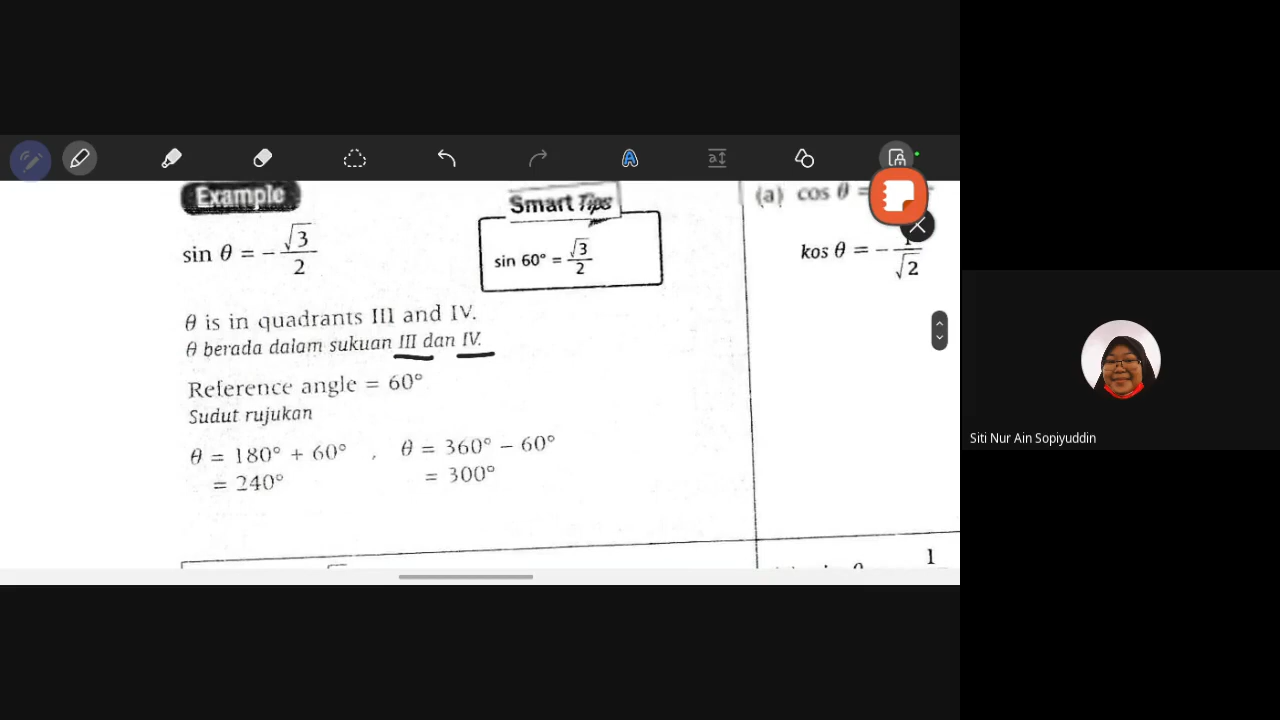 Example
sin θ = −√3/2
Smart Tips
sin 60° = √3/2
θ is in quadrants III and IV.
θ berada dalam sukuan III dan IV.
Reference angle = 60°
Sudut rujukan
θ = 180° + 60° , θ = 360° − 60°
= 240° = 300°
(a) cos θ =
kos θ = − /√2
1
Siti Nur Ain Sopiyuddin